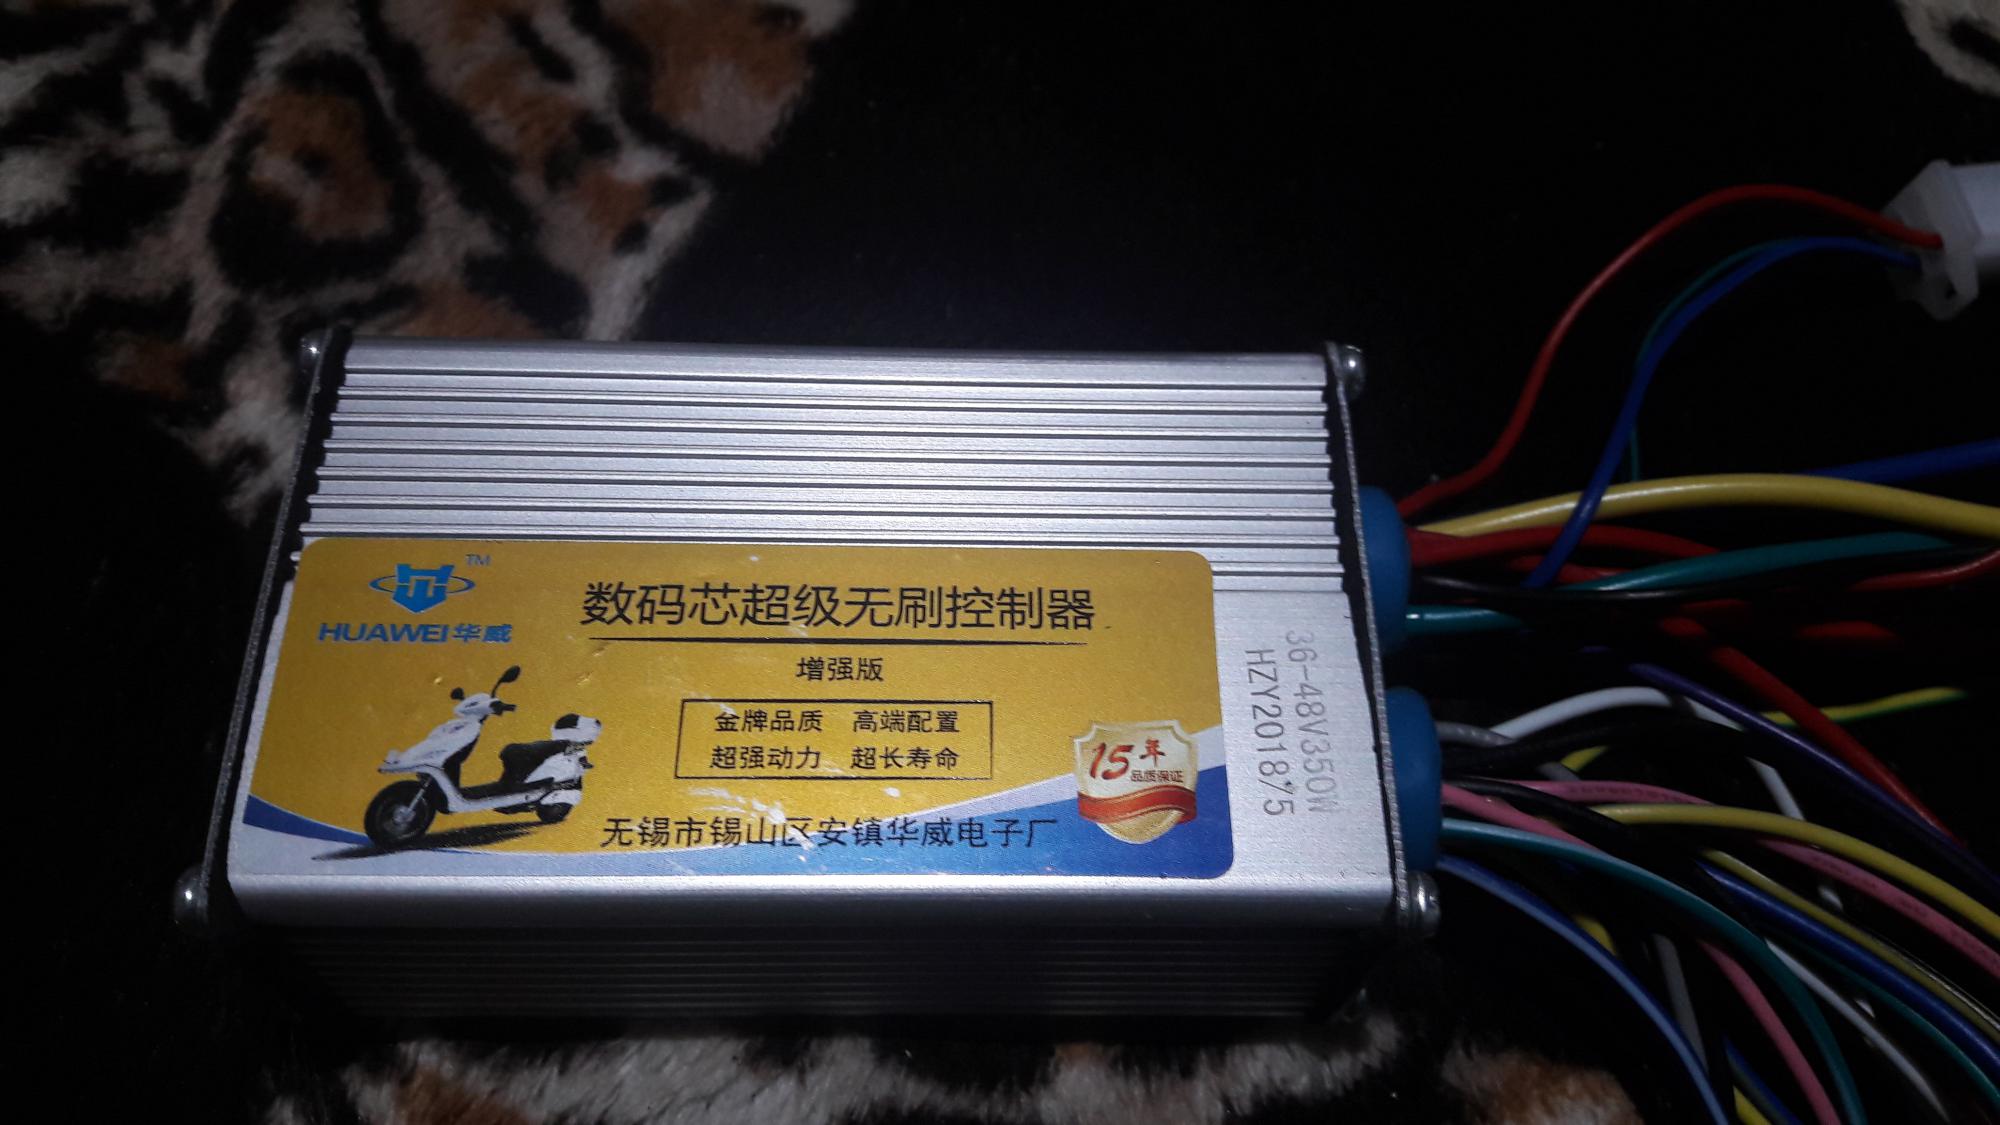 TM
HUAWEI华威
数码芯超级无刷控制器
增强版
金牌品质 高端配置
超强动力 超长寿命
15年
品质保证
无锡市锡山区安镇华威电子厂
36-48V350W
HZY2018*5